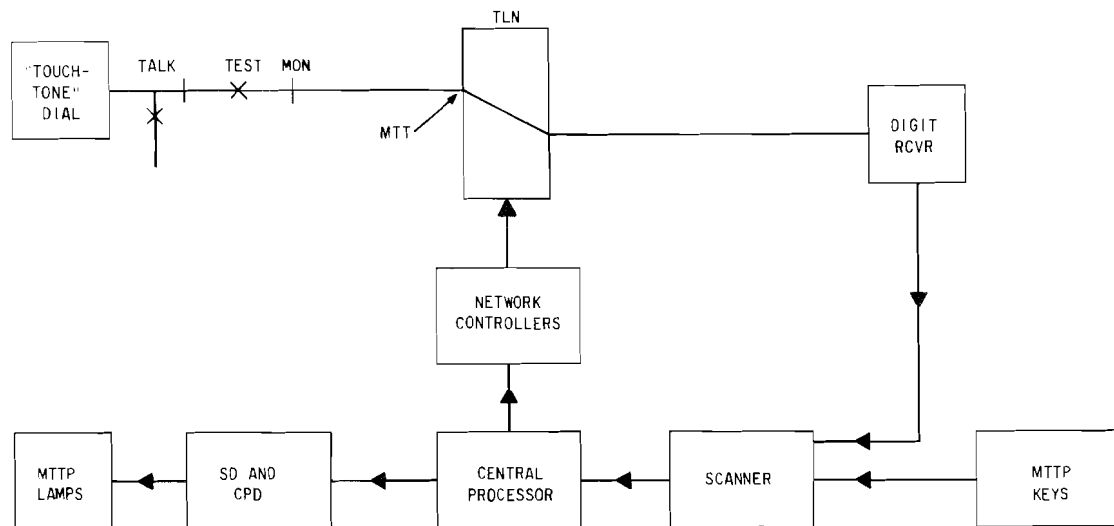 TLN
"TOUCH-
TONE"
DIAL
TALK
TEST
MON
MTT
DIGIT
RCVR
NETWORK
CONTROLLERS
MTTP
LAMPS
SD AND
CPD
CENTRAL
PROCESSOR
SCANNER
MTTP
KEYS